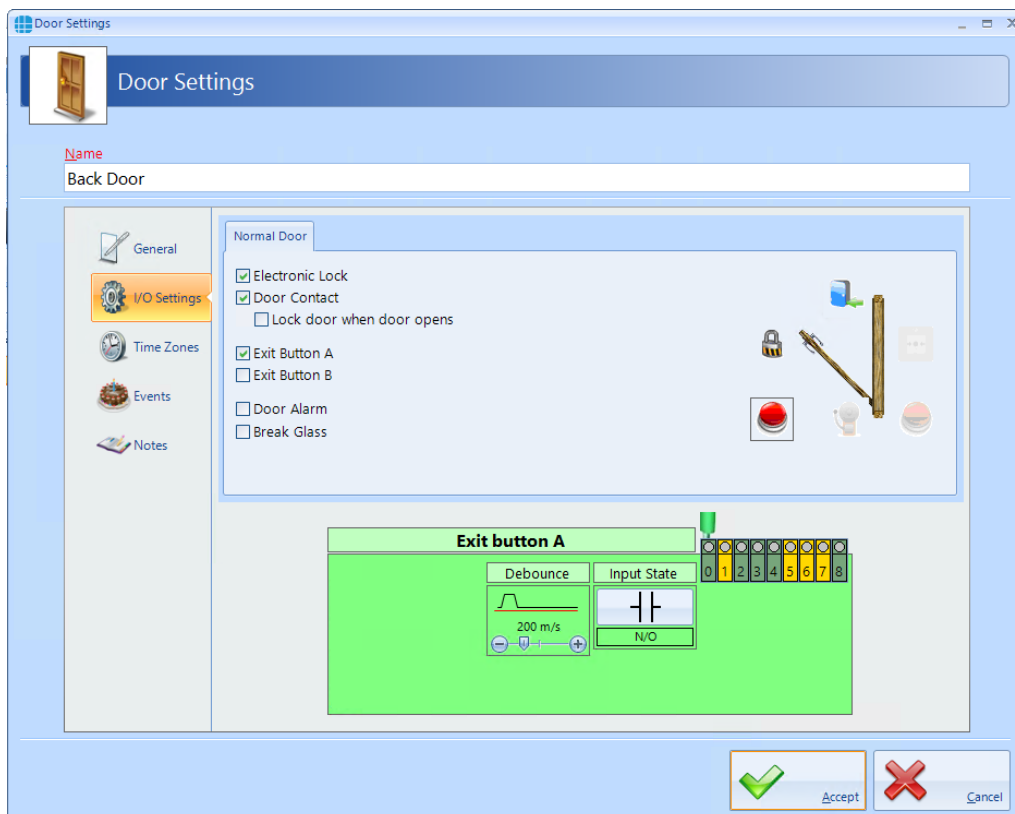 Door Settings
Door Settings
Name
Back Door
General
I/O Settings
Time Zones
Events
Notes
Normal Door
Electronic Lock
Door Contact
Lock door when door opens
Exit Button A
Exit Button B
Door Alarm
Break Glass
Exit button A
Debounce
200 m/s
Input State
N/O
0 1 2 3 4 5 6 7 8
Accept
Cancel